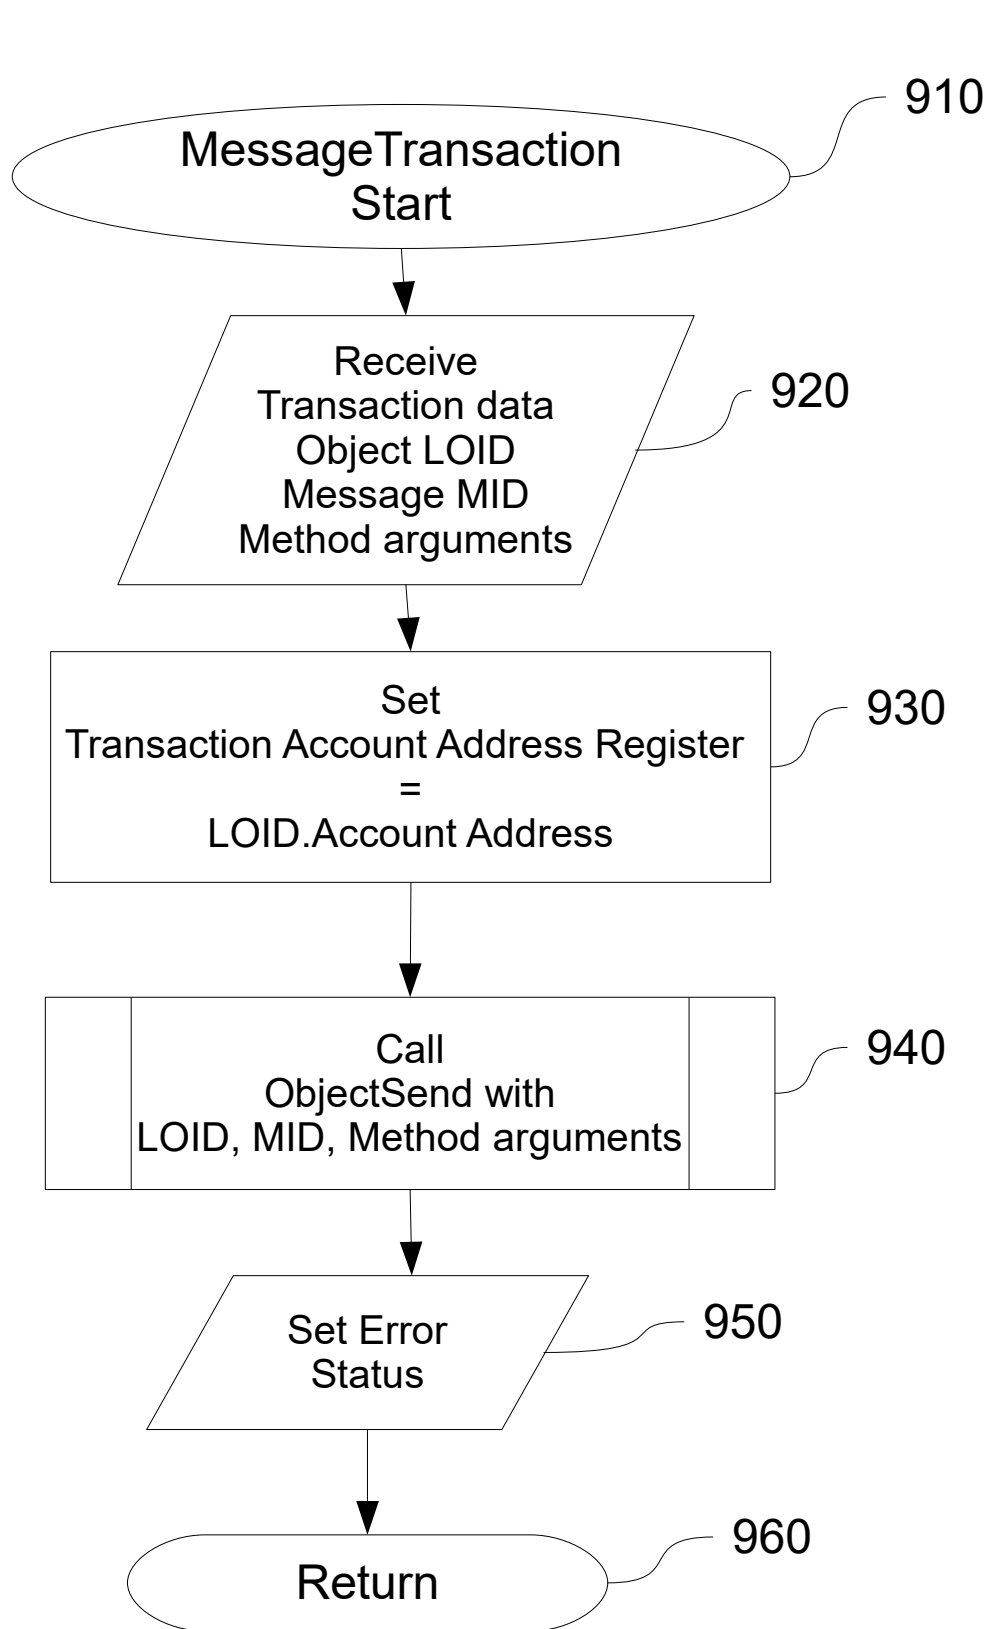 910
MessageTransaction
Start
Receive
Transaction data
Object LOID
Message MID
Method arguments
920
Set
Transaction Account Address Register
=
LOID.Account Address
930
Call
ObjectSend with
LOID, MID, Method arguments
940
Set Error
Status
950
Return
960